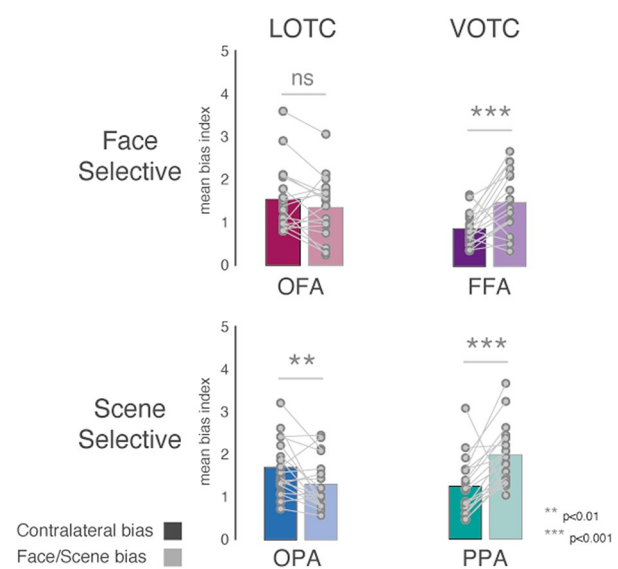 LOTC
VOTC
Face
Selective
mean bias index
5
4
3
2
1
0
ns
***
OFA
FFA
Scene
Selective
mean bias index
5
4
3
2
1
0
**
***
OPA
PPA
Contralateral bias
Face/Scene bias
** p<0.01
*** p<0.001